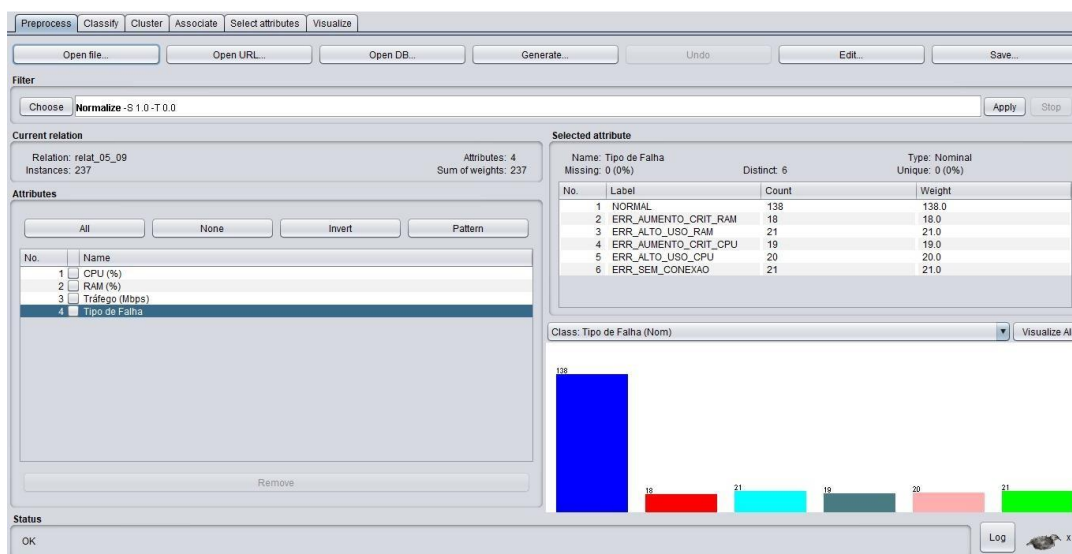 Preprocess Classify Cluster Associate Select attributes Visualize
Open file... Open URL... Open DB... Generate... Undo Edit... Save...
Filter
Choose Normalize -S 1.0 -T 0.0 Apply Stop
Current relation
Relation: relat_05_09 Attributes: 4
Instances: 237 Sum of weights: 237
Attributes
All None Invert Pattern
No. Name
1 CPU (%)
2 RAM (%)
3 Tráfego (Mbps)
4 Tipo de Falha
Remove
Selected attribute
Name: Tipo de Falha Type: Nominal
Missing: 0 (0%) Distinct: 6 Unique: 0 (0%)
No. Label Count Weight
1 NORMAL 138 138.0
2 ERR_AUMENTO_CRIT_RAM 18 18.0
3 ERR_ALTO_USO_RAM 21 21.0
4 ERR_AUMENTO_CRIT_CPU 19 19.0
5 ERR_ALTO_USO_CPU 20 20.0
6 ERR_SEM_CONEXAO 21 21.0
Class: Tipo de Falha (Nom) Visualize Al
138
18
21
19
20
21
Status
OK Log x